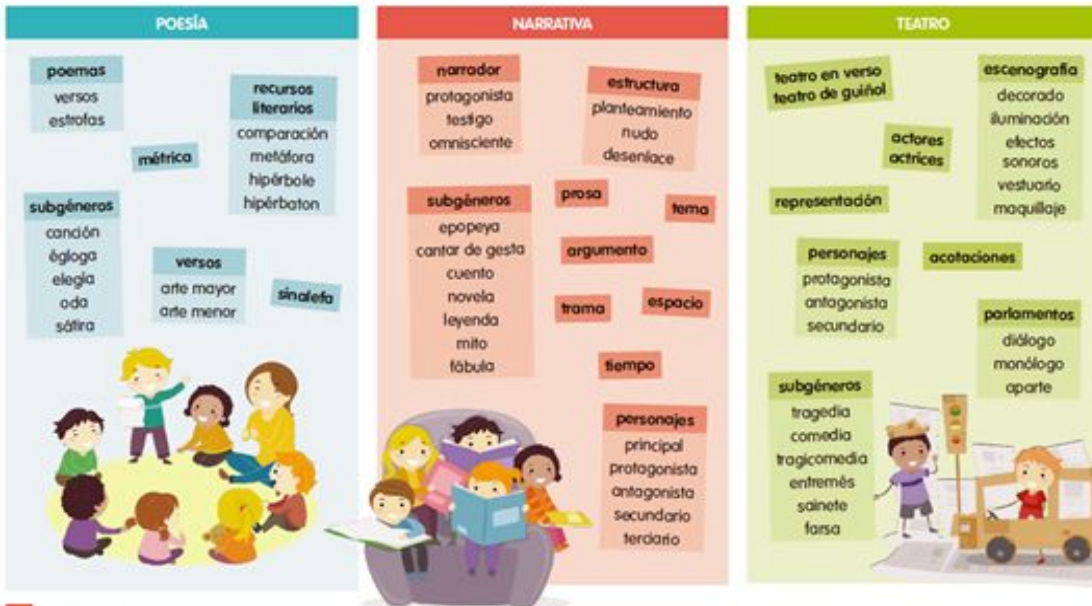 POESÍA
poemas
versos
estrofas
recursos
literarios
comparación
metáfora
hipérbole
hipérbaton
métrica
subgéneros
canción
égloga
elegía
oda
sátira
versos
arte mayor
arte menor
sinalefa
NARRATIVA
narrador
protagonista
testigo
omnisciente
estructura
planteamiento
nudo
desenlace
subgéneros
epopeya
cantar de gesta
cuento
novela
leyenda
mito
fábula
prosa
tema
argumento
trama
espacio
tiempo
personajes
principal
protagonista
antagonista
secundario
terciario
TEATRO
teatro en verso
teatro de guiñol
escenografía
decorado
iluminación
efectos
sonoros
vestuario
maquillaje
actores
actrices
representación
personajes
protagonista
antagonista
secundario
acotaciones
parlamentos
diálogo
monólogo
aparte
subgéneros
tragedia
comedia
tragicomedia
entremés
sainete
farsa